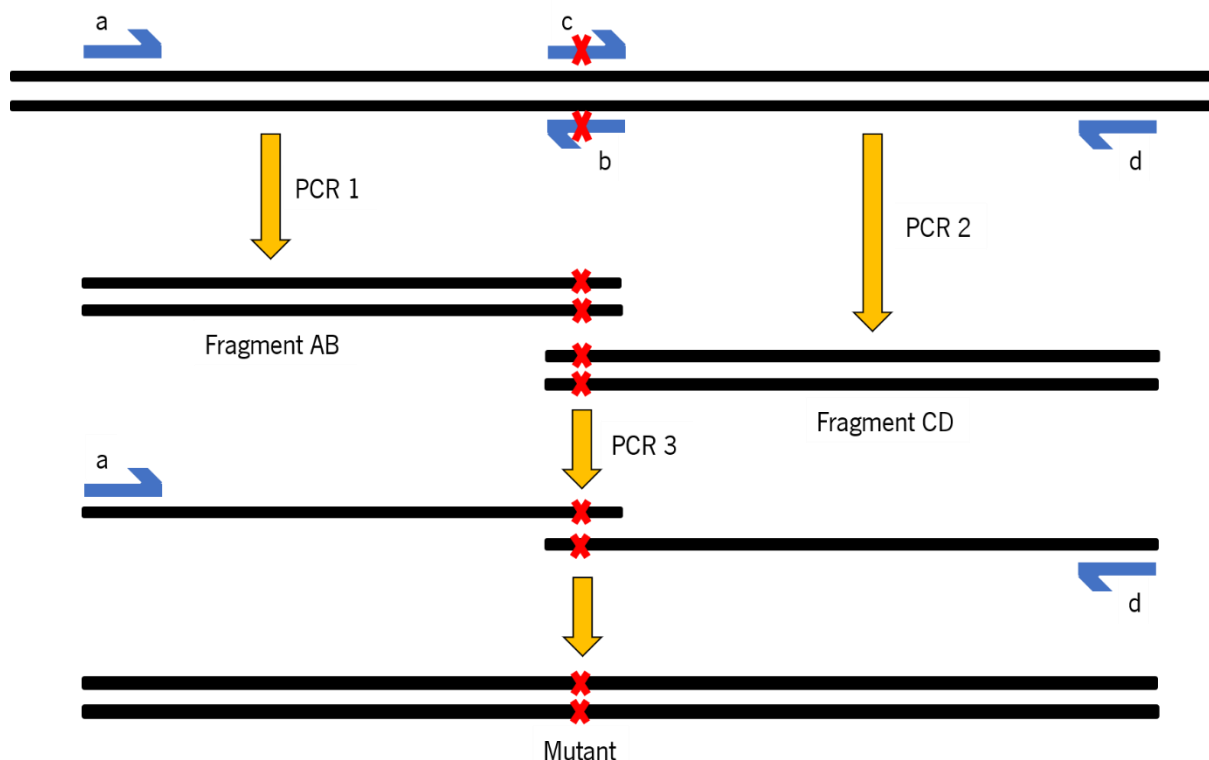 a
c
b
d
PCR 1
PCR 2
Fragment AB
Fragment CD
PCR 3
a
d
Mutant